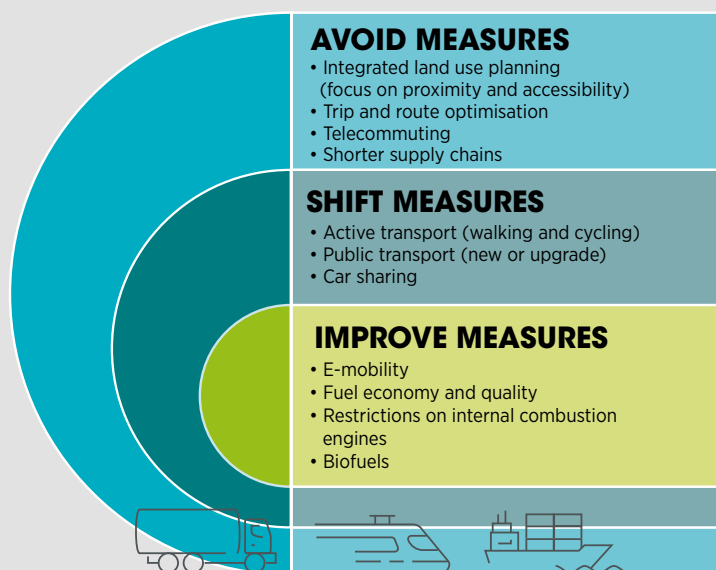 AVOID MEASURES
• Integrated land use planning
(focus on proximity and accessibility)
• Trip and route optimisation
• Telecommuting
• Shorter supply chains
SHIFT MEASURES
• Active transport (walking and cycling)
• Public transport (new or upgrade)
• Car sharing
IMPROVE MEASURES
• E-mobility
• Fuel economy and quality
• Restrictions on internal combustion
engines
• Biofuels